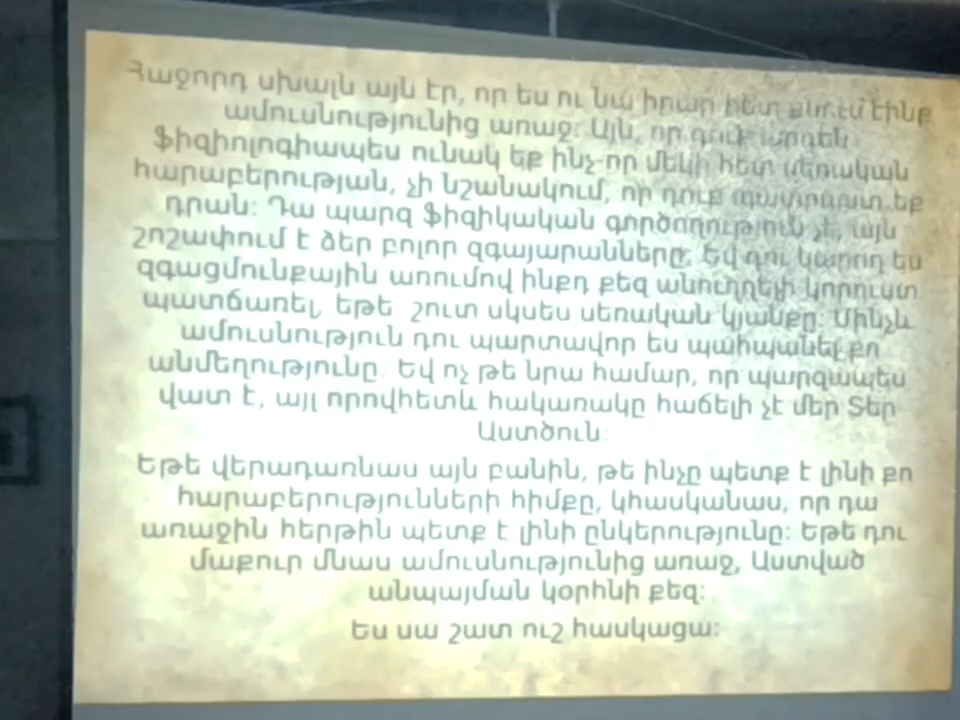 Հաջորդ սխալն այն էր, որ ես ու նա իրար հետ քնում էինք
ամուսնությունից առաջ: Այն, որ դուք արդեն
ֆիզիոլոգիապես ունակ եք ինչ-որ մեկի հետ սեռական
հարաբերության, չի նշանակում, որ դուք պատրաստ եք
դրան: Դա պարզ ֆիզիկական գործողություն չէ, այն
շոշափում է ձեր բոլոր զգայարանները: Եվ դու կարող ես
զգացմունքային առումով ինքդ քեզ անուղղելի կորուստ
պատճառել, եթե շուտ սկսես սեռական կյանքը: Մինչև
ամուսնություն դու պարտավոր ես պահպանել քո
անմեղությունը: Եվ ոչ թե նրա համար, որ պարզապես
վատ է, այլ որովհետև հակառակը հաճելի չէ մեր Տեր
Աստծուն:
Եթե վերադառնաս այն բանին, թե ինչը պետք է լինի քո
հարաբերությունների հիմքը, կհասկանաս, որ դա
առաջին հերթին պետք է լինի ընկերությունը: Եթե դու
մաքուր մնաս ամուսնությունից առաջ, Աստված
անպայման կօրհնի քեզ:
Ես սա շատ ուշ հասկացա: